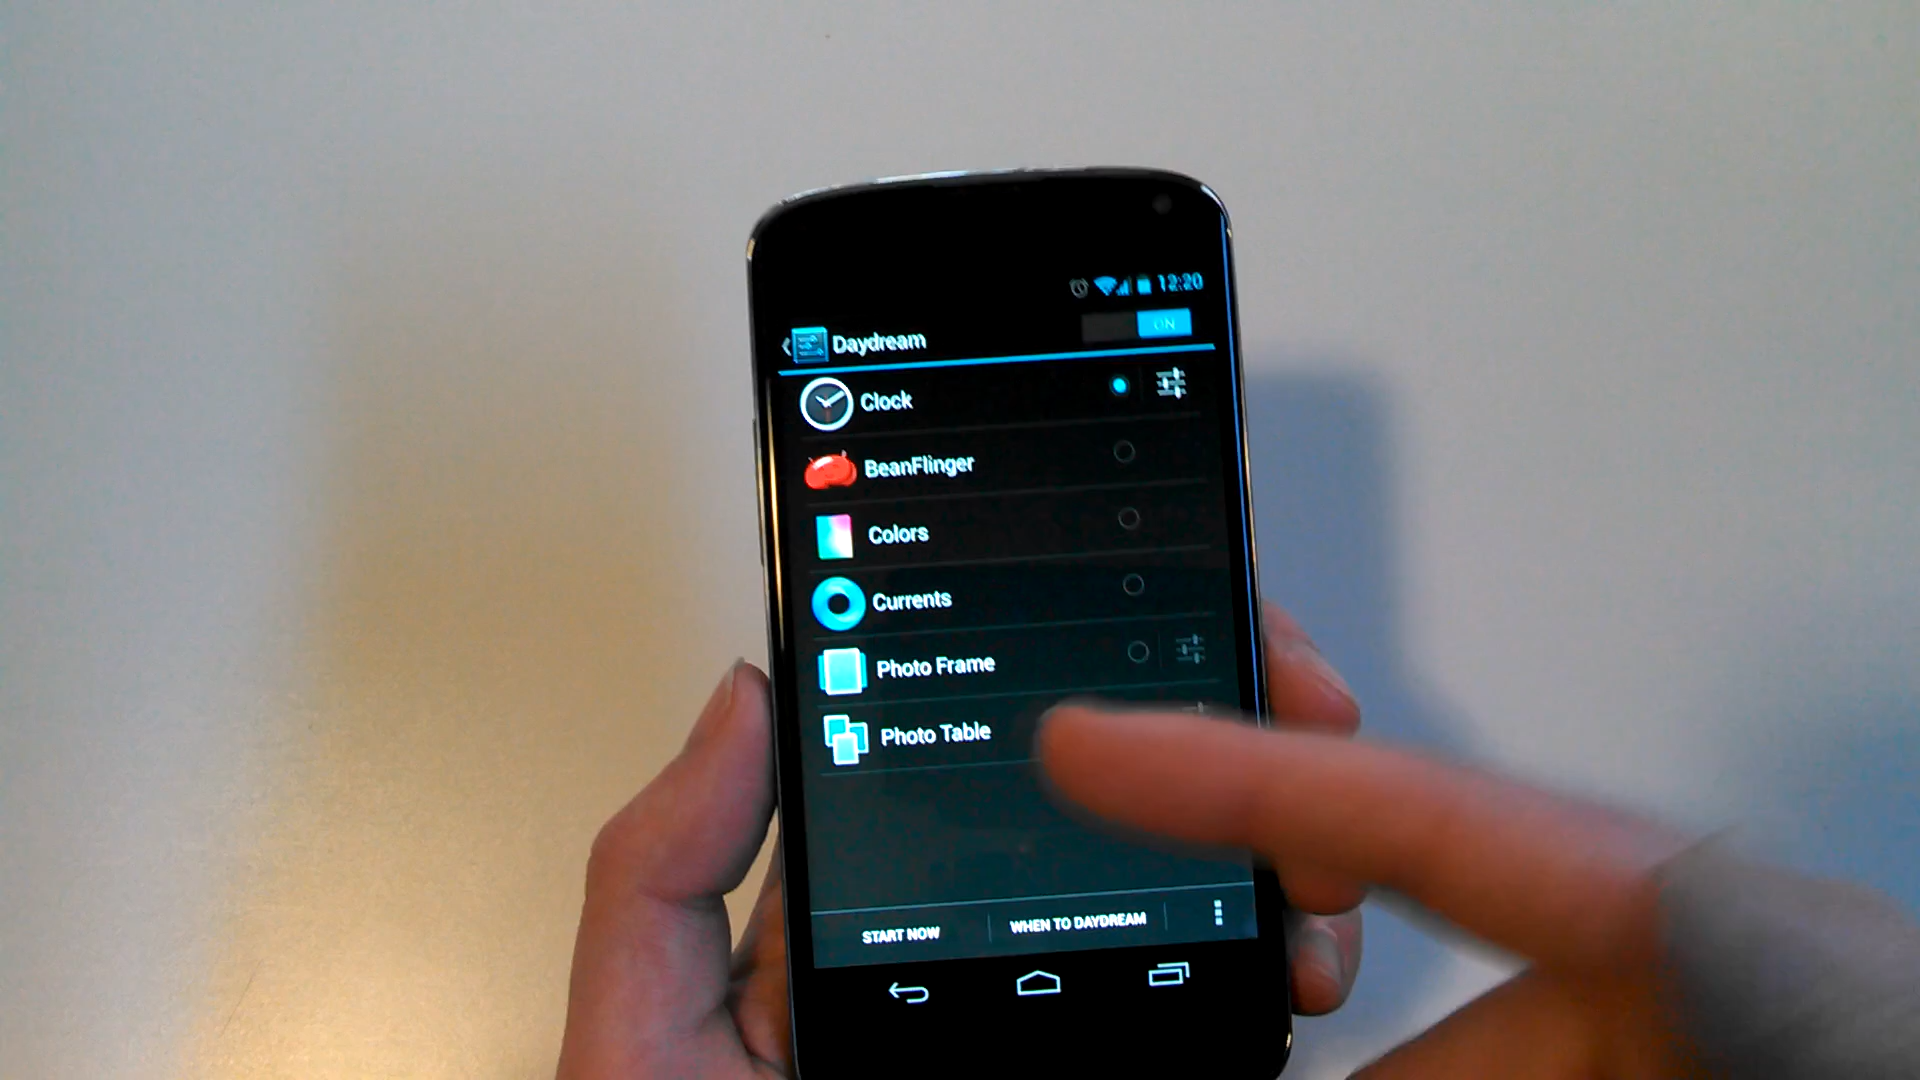 12:20
Daydream ON
Clock
BeanFlinger
Colors
Currents
Photo Frame
Photo Table
START NOW WHEN TO DAYDREAM